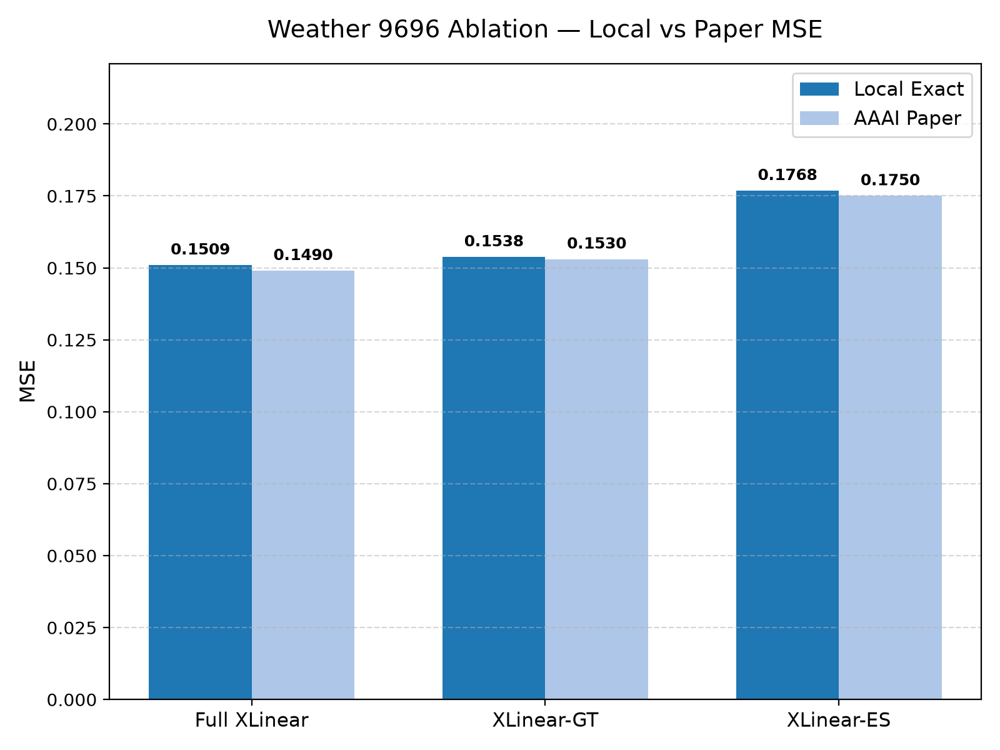 Weather 9696 Ablation — Local vs Paper MSE
Local Exact
AAAI Paper
0.200
0.175
0.150
0.125
0.100
0.075
0.050
0.025
0.000
MSE
0.1509
0.1490
0.1538
0.1530
0.1768
0.1750
Full XLinear
XLinear-GT
XLinear-ES